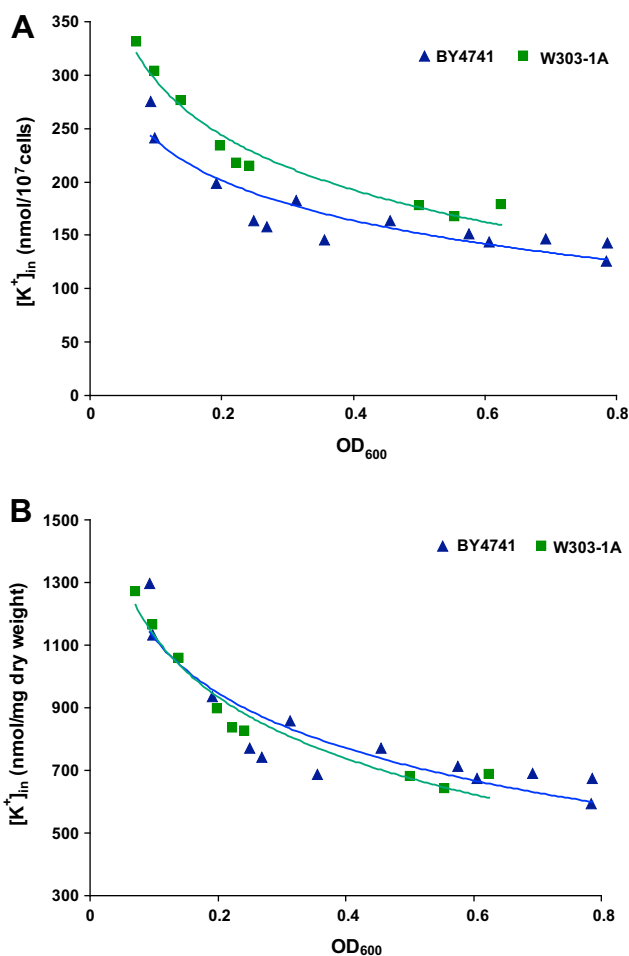 A
BY4741
W303-1A
350
300
250
200
150
100
50
0
[K⁺]ᵢₙ (nmol/10⁷cells)
0 0.2 0.4 0.6 0.8
OD₆₀₀
B
BY4741
W303-1A
1500
1300
1100
900
700
500
300
[K⁺]ᵢₙ (nmol/mg dry weight)
0 0.2 0.4 0.6 0.8
OD₆₀₀